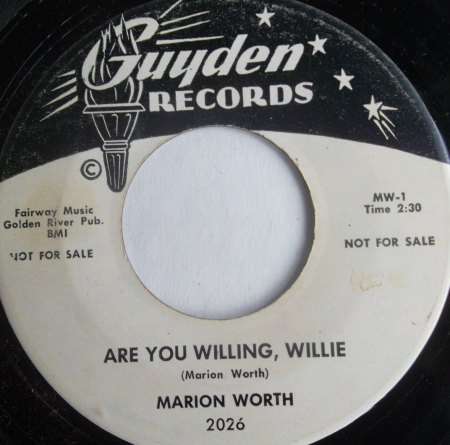 Guyden
RECORDS
©
Fairway Music
Golden River Pub.
BMI
NOT FOR SALE
MW-1
Time 2:30
NOT FOR SALE
ARE YOU WILLING, WILLIE
(Marion Worth)
MARION WORTH
2026